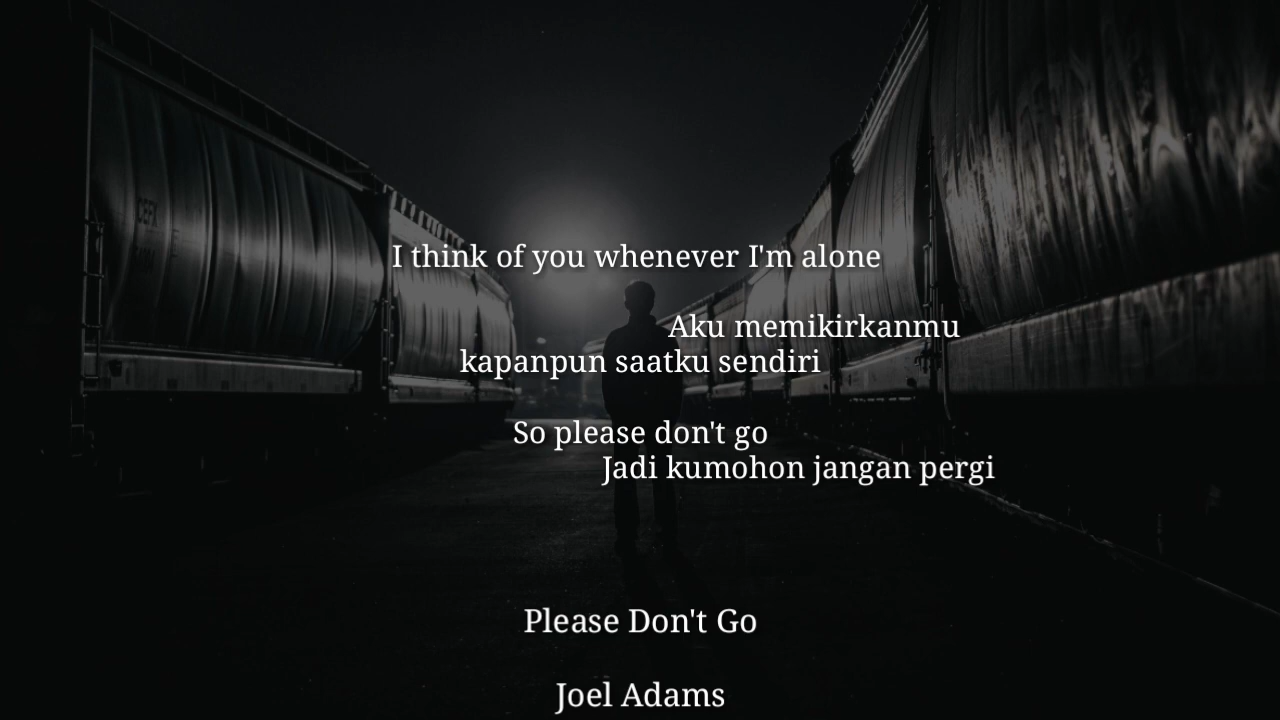 I think of you whenever I'm alone
Aku memikirkanmu
kapanpun saatku sendiri
So please don't go
Jadi kumohon jangan pergi
Please Don't Go
Joel Adams